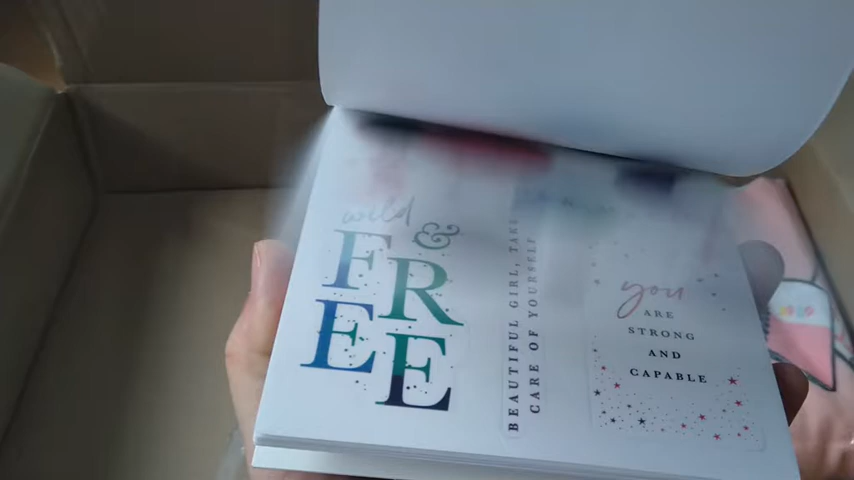 wild
&
FREE
BEAUTIFUL GIRL, TAKE
CARE OF YOURSELF
you
ARE
STRONG
AND
CAPABLE